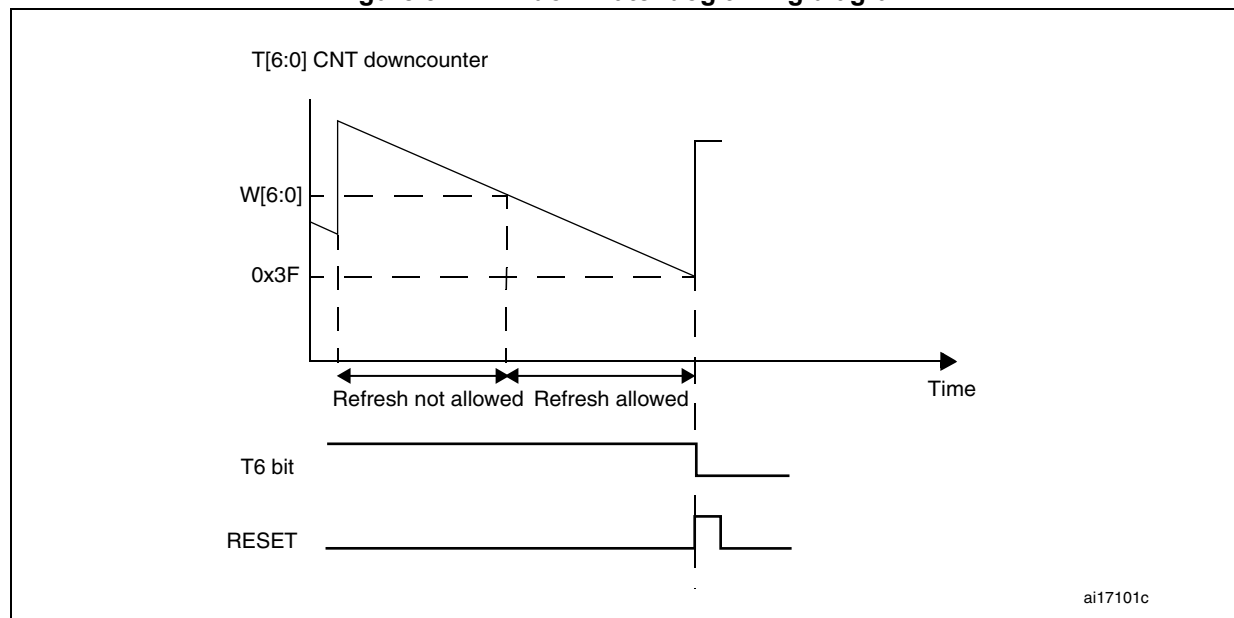 T[6:0] CNT downcounter
W[6:0]
0x3F
Time
Refresh not allowed Refresh allowed
T6 bit
RESET
ai17101c